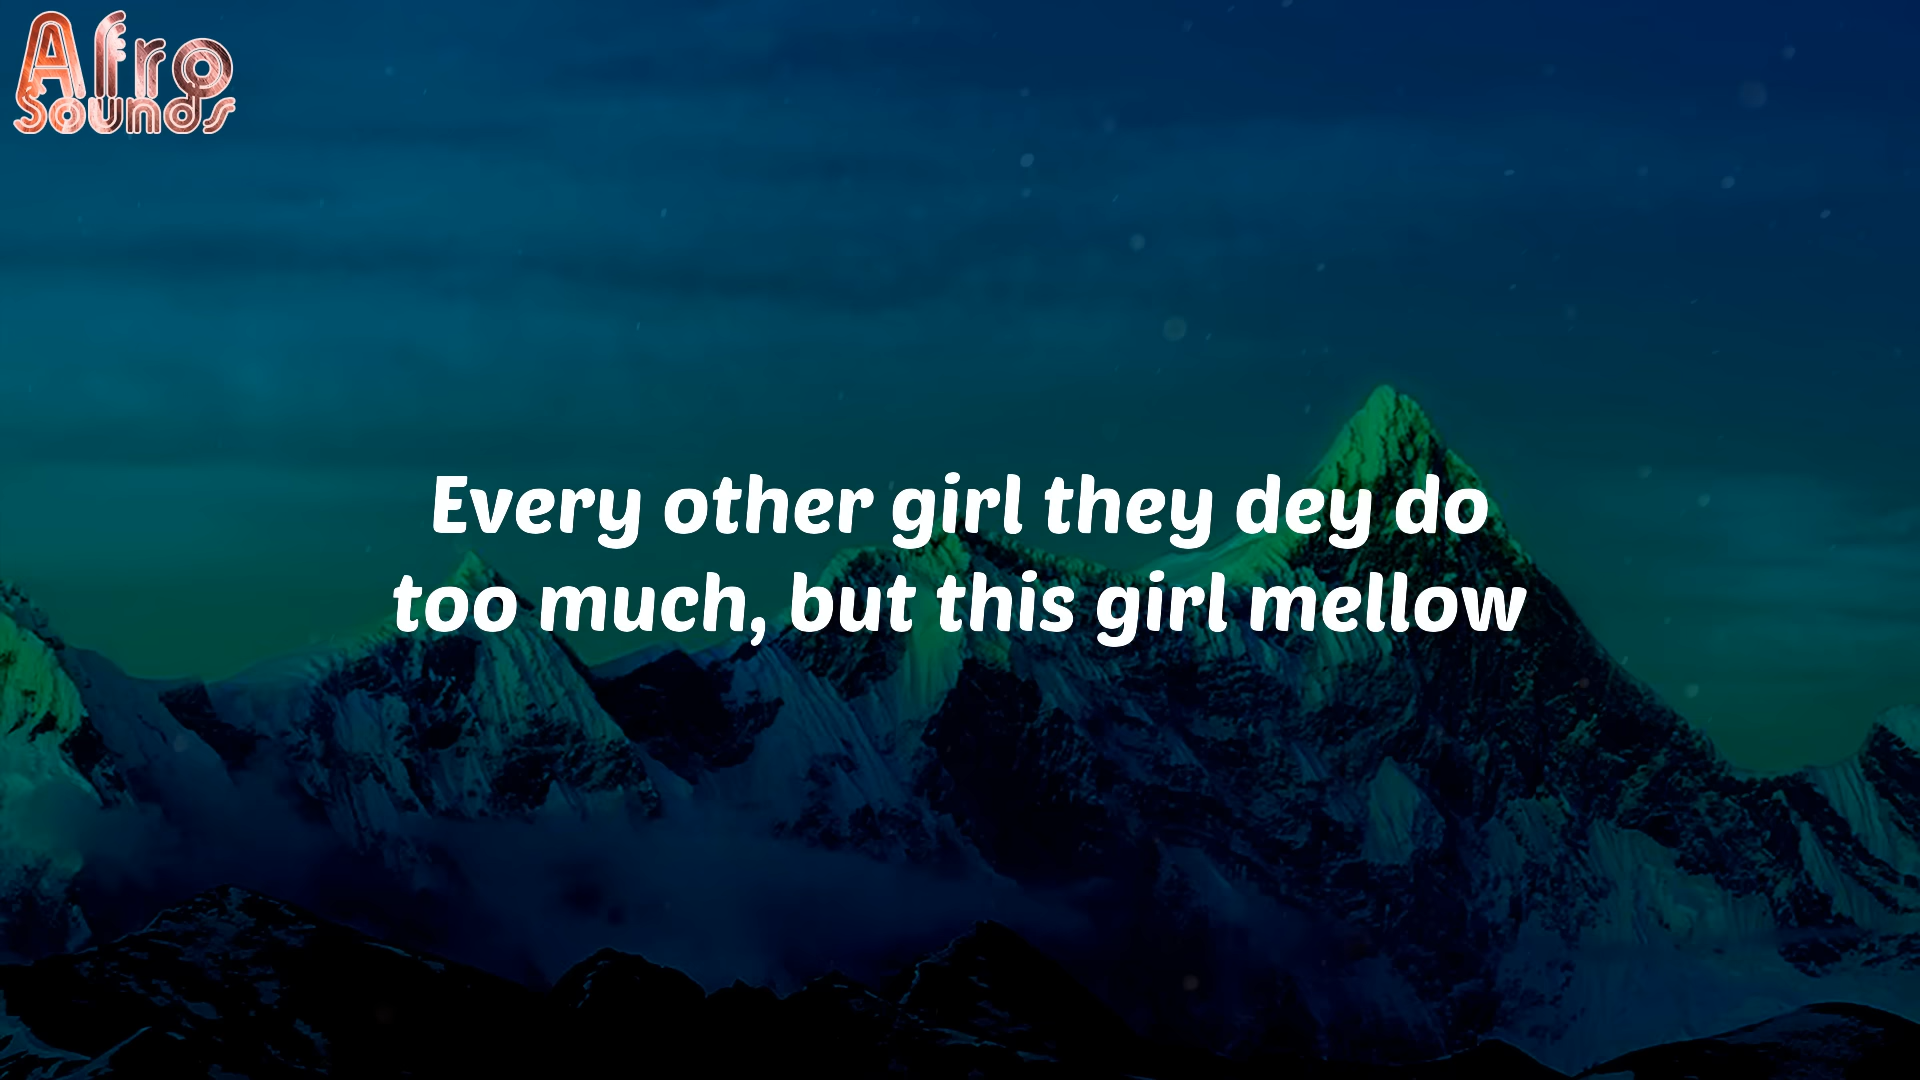 Afro
Sounds
Every other girl they dey do
too much, but this girl mellow